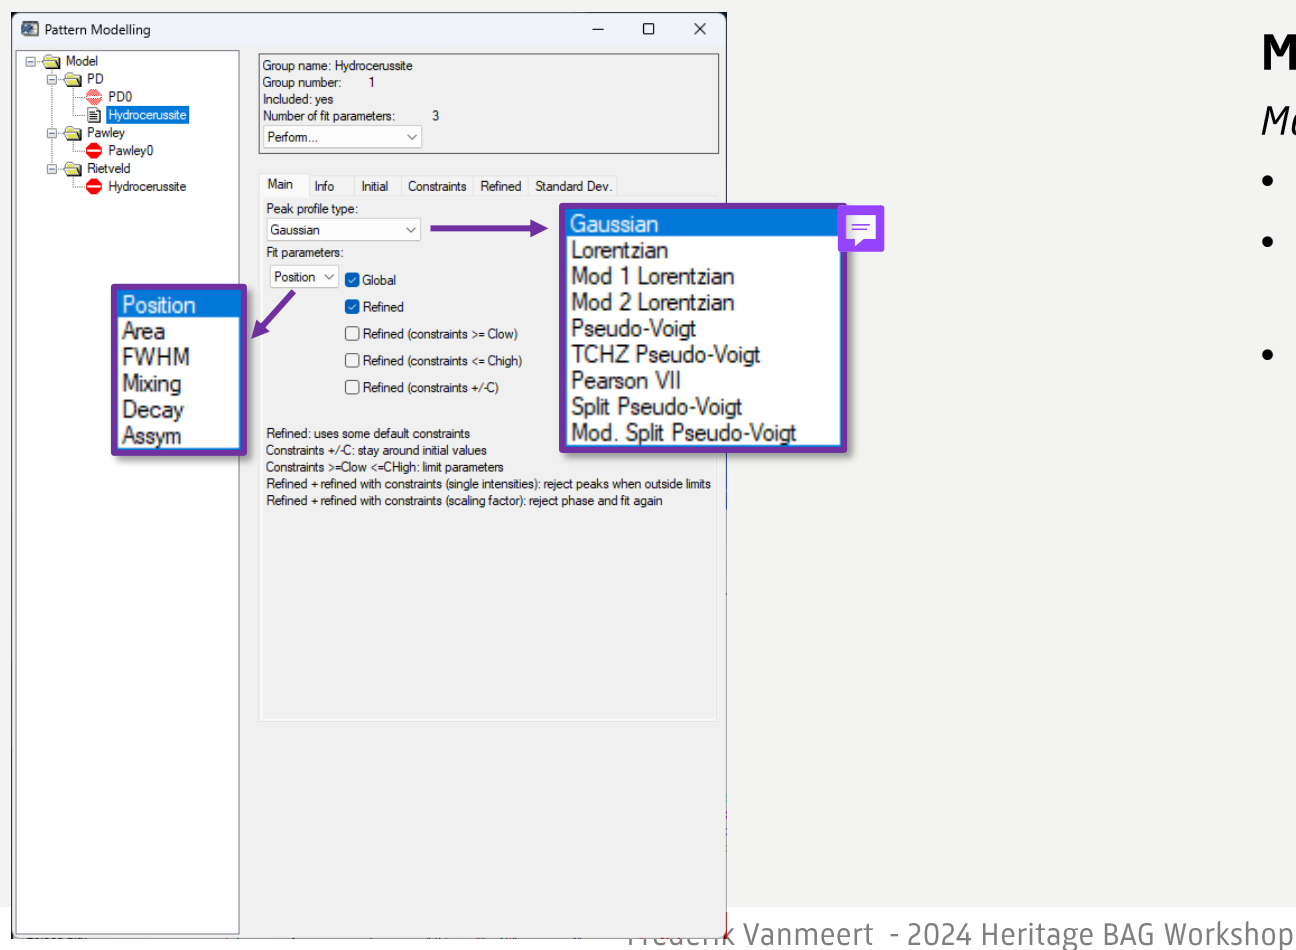 Pattern Modelling
Model
PD
PD0
Hydrocerussite
Pawley
Pawley0
Rietveld
Hydrocerussite
Group name: Hydrocerussite
Group number: 1
Included: yes
Number of fit parameters: 3
Perform...
Main Info Initial Constraints Refined Standard Dev.
Peak profile type:
Gaussian
Fit parameters:
Position Global
Refined
Refined (constraints >= Clow)
Refined (constraints <= Chigh)
Refined (constraints +/-C)
Refined: uses some default constraints
Constraints +/-C: stay around initial values
Constraints >=Clow <=CHigh: limit parameters
Refined + refined with constraints (single intensities): reject peaks when outside limits
Refined + refined with constraints (scaling factor): reject phase and fit again
Position
Area
FWHM
Mixing
Decay
Assym
Gaussian
Lorentzian
Mod 1 Lorentzian
Mod 2 Lorentzian
Pseudo-Voigt
TCHZ Pseudo-Voigt
Pearson VII
Split Pseudo-Voigt
Mod. Split Pseudo-Voigt
Vanmeert - 2024 Heritage BAG Workshop